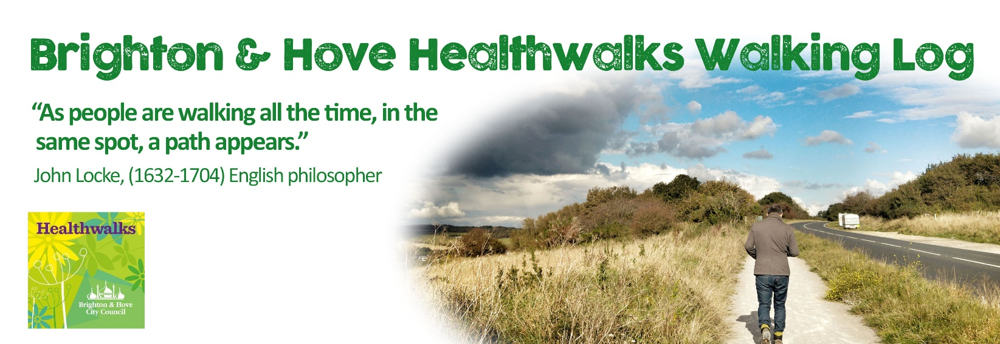 Brighton & Hove Healthwalks Walking Log
“As people are walking all the time, in the
same spot, a path appears.”
John Locke, (1632-1704) English philosopher
Healthwalks
Brighton & Hove
City Council